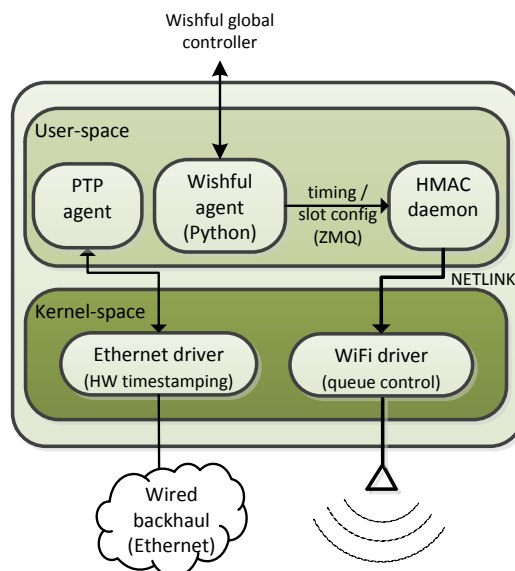 Wishful global
controller
User-space
PTP
agent
Wishful
agent
(Python)
timing /
slot config
(ZMQ)
HMAC
daemon
NETLINK
Kernel-space
Ethernet driver
(HW timestamping)
WiFi driver
(queue control)
Wired
backhaul
(Ethernet)